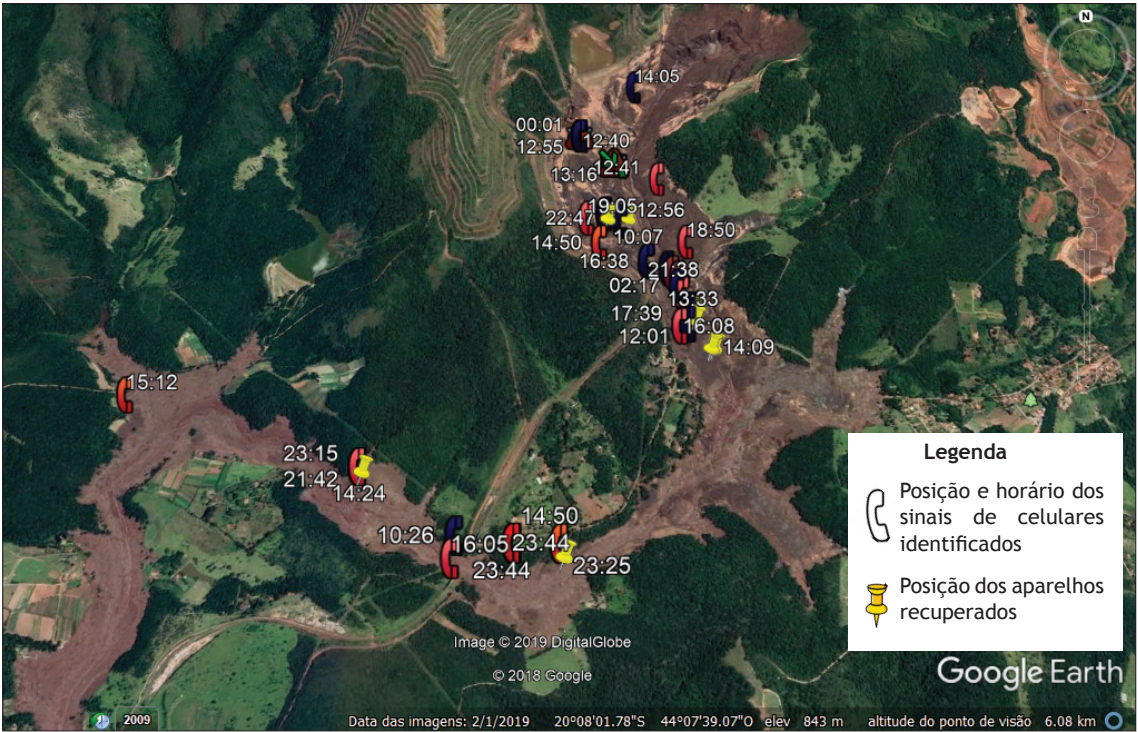 N
14:05
00:01
12:40
12:55
12:41
13:16
19:05
12:56
22:47
10:07
18:50
14:50
16:38
21:38
02:17
13:33
17:39
16:08
12:01
14:09
15:12
23:15
21:42
14:24
14:50
10:26
16:05
23:44
23:44
23:25
Legenda
Posição e horário dos
sinais de celulares
identificados
Posição dos aparelhos
recuperados
Image © 2019 DigitalGlobe
© 2018 Google
Google Earth
2009
Data das imagens: 2/1/2019 20°08'01.78"S 44°07'39.07"O elev 843 m altitude do ponto de visão 6.08 km